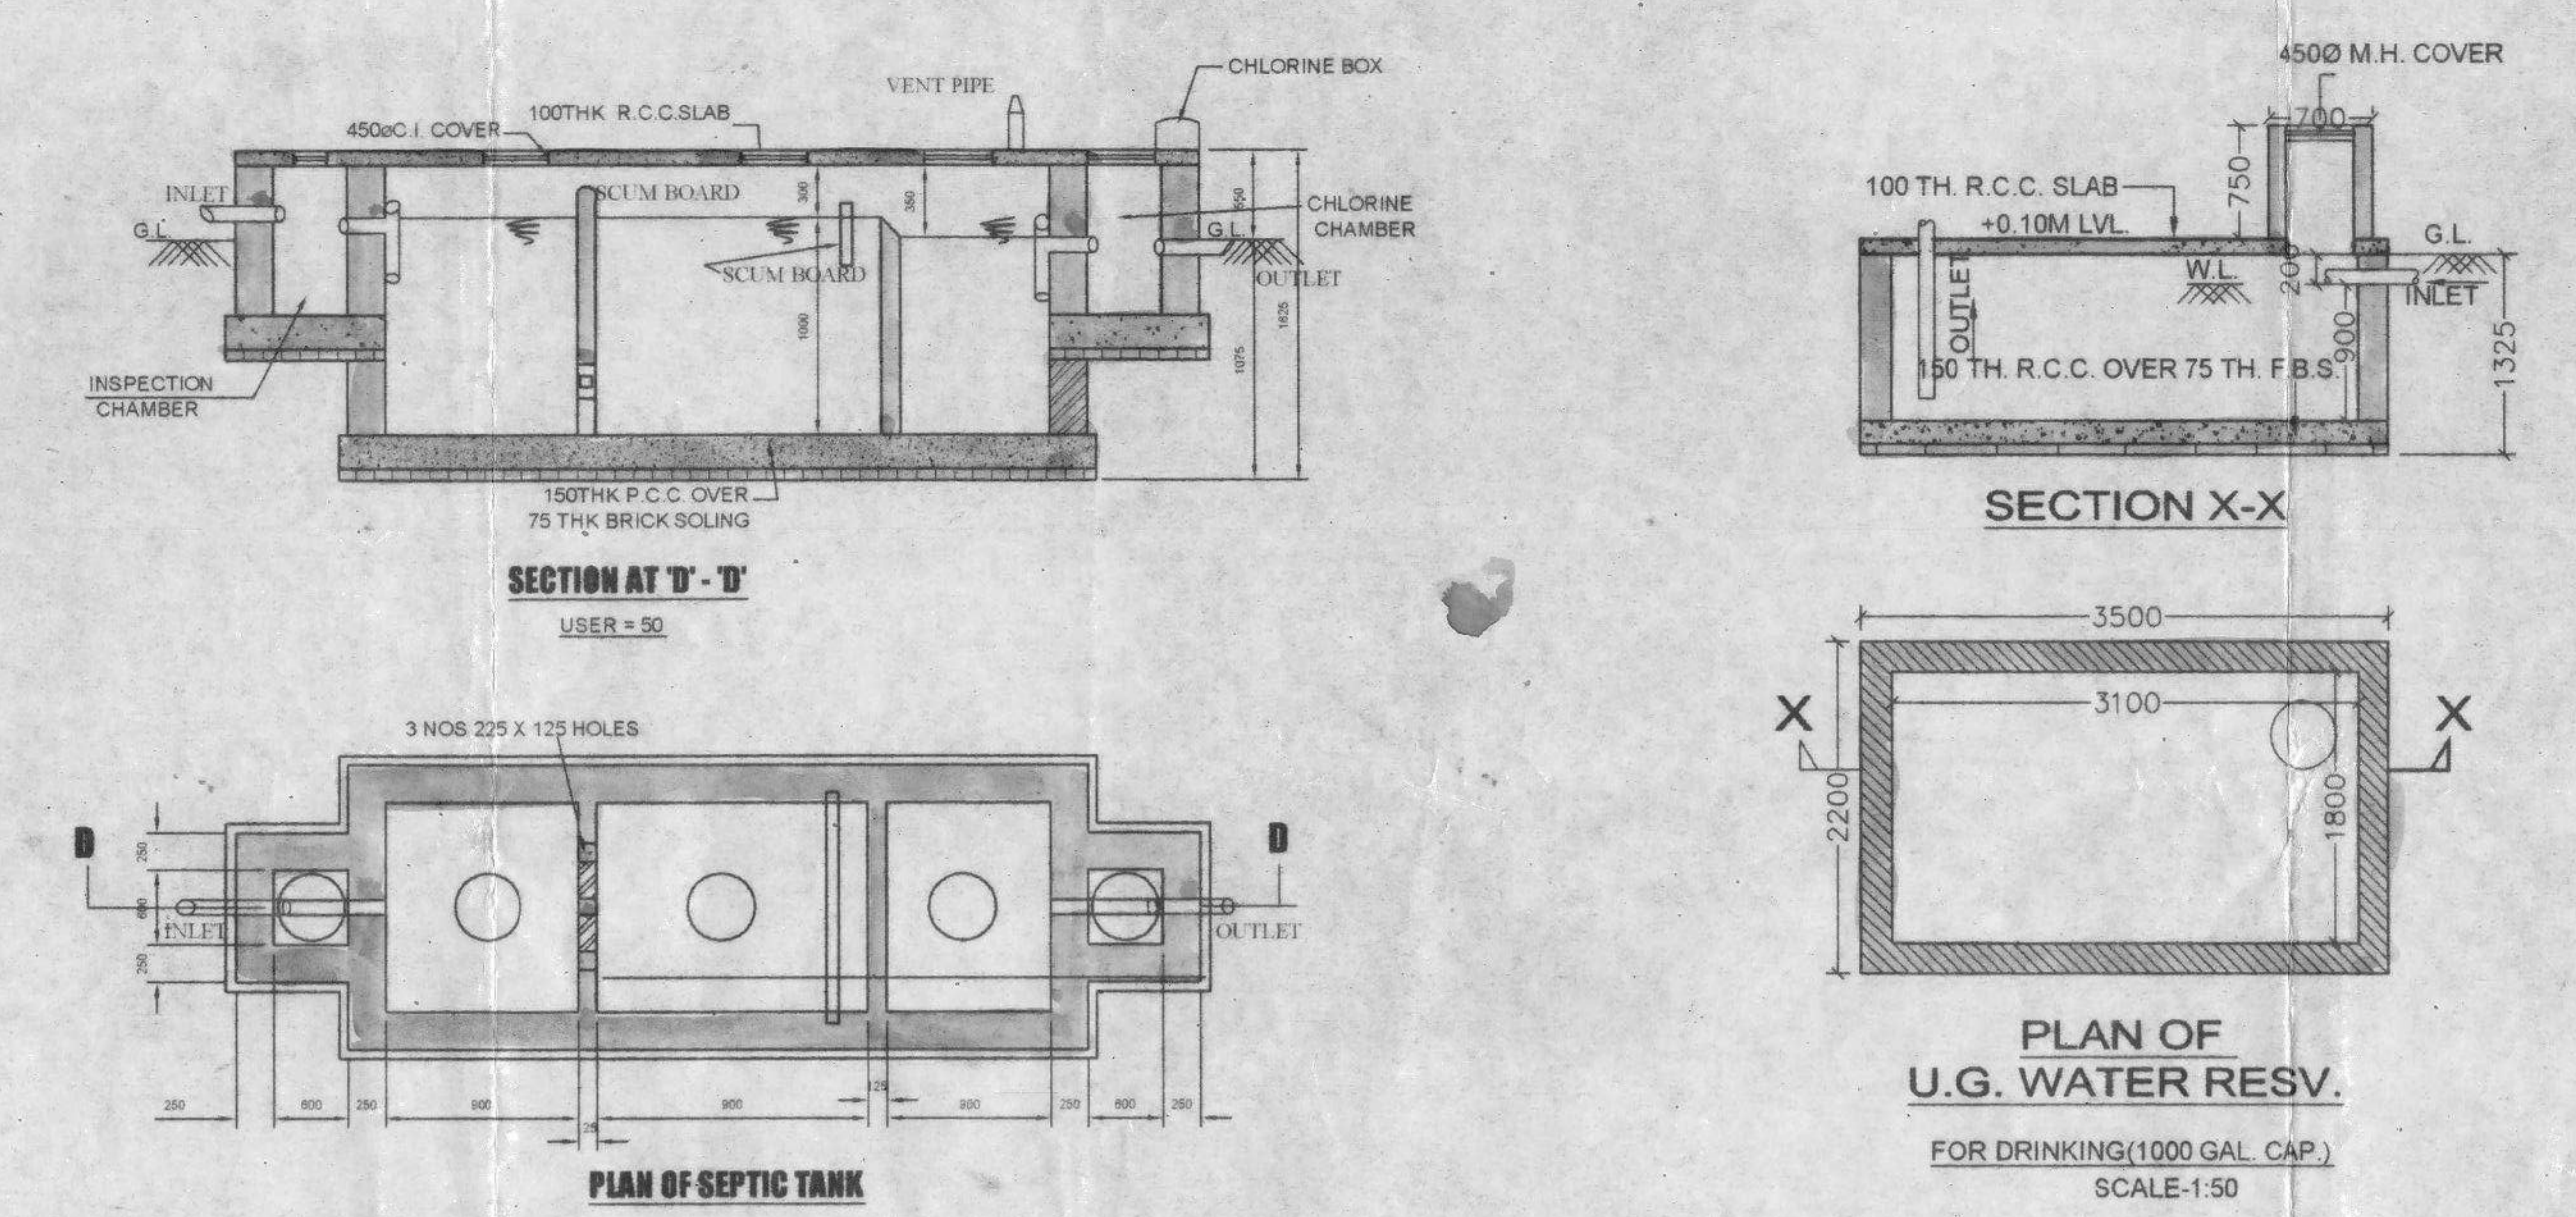 CHLORINE BOX
VENT PIPE
100THK R.C.C.SLAB
450øC.I. COVER
INLET
SCUM BOARD
300
350
550
CHLORINE
CHAMBER
G.L.
G.L.
SCUM BOARD
OUTLET
1000
1075
1625
INSPECTION
CHAMBER
150THK P.C.C. OVER
75 THK BRICK SOLING
SECTION AT 'D' - 'D'
USER = 50
3 NOS 225 X 125 HOLES
D
D
250
600
250
INLET
OUTLET
125
250
600
250
900
900
250
600
250
PLAN OF SEPTIC TANK
450Ø M.H. COVER
700
750
100 TH. R.C.C. SLAB
+0.10M LVL.
G.L.
W.L.
200
INLET
OUTLET
900
1325
150 TH. R.C.C. OVER 75 TH. F.B.S.
SECTION X-X
3500
3100
X
X
2200
1800
PLAN OF
U.G. WATER RESV.
FOR DRINKING(1000 GAL. CAP.)
SCALE-1:50